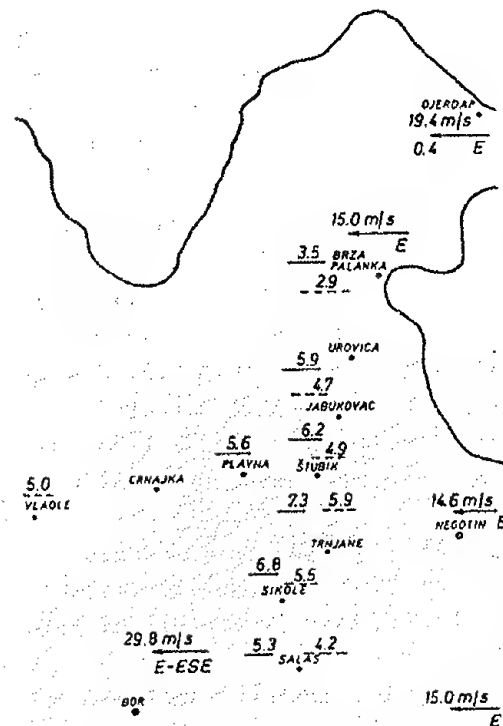 DJERDAP
19.4 m/s
0.4 E
15.0 m/s
E
3.5 BRZA
PALANKA
2.9
UROVICA
5.9
4.7
JABUKOVAC
6.2
5.6 4.9
PLAVNA ŠTUBIK
5.0
VLAOLE
CRNAJKA
7.3 5.9
14.6 m/s
E
NEGOTIN
TRNJANE
6.8 5.5
ŠIKOLE
29.8 m/s
E-ESE
5.3 4.2
SALAŠ
BOR
15.0 m/s
E